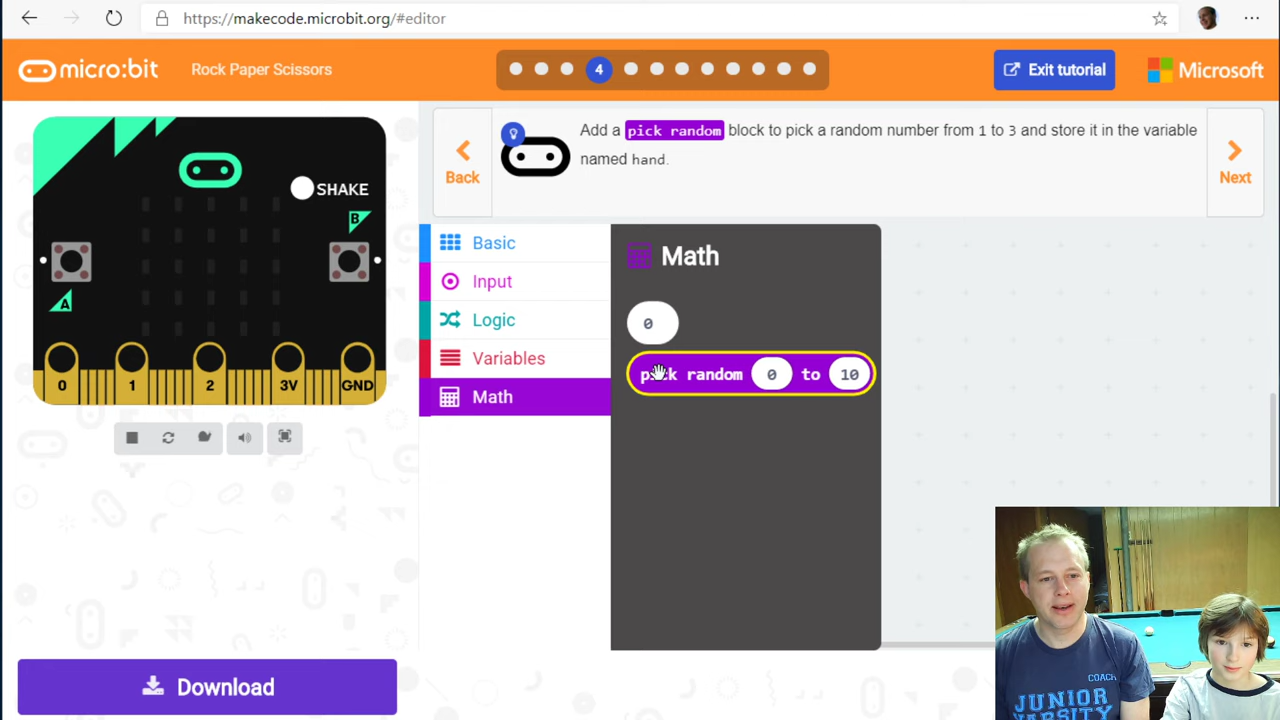 https://makecode.microbit.org/#editor
micro:bit
Rock Paper Scissors
4
Exit tutorial
Microsoft
Back
Add a pick random block to pick a random number from 1 to 3 and store it in the variable
named hand.
Next
SHAKE
B
A
0
1
2
3V
GND
Basic
Input
Logic
Variables
Math
Math
0
pick random 0 to 10
Download
COACH
JUNIOR
VARSITY